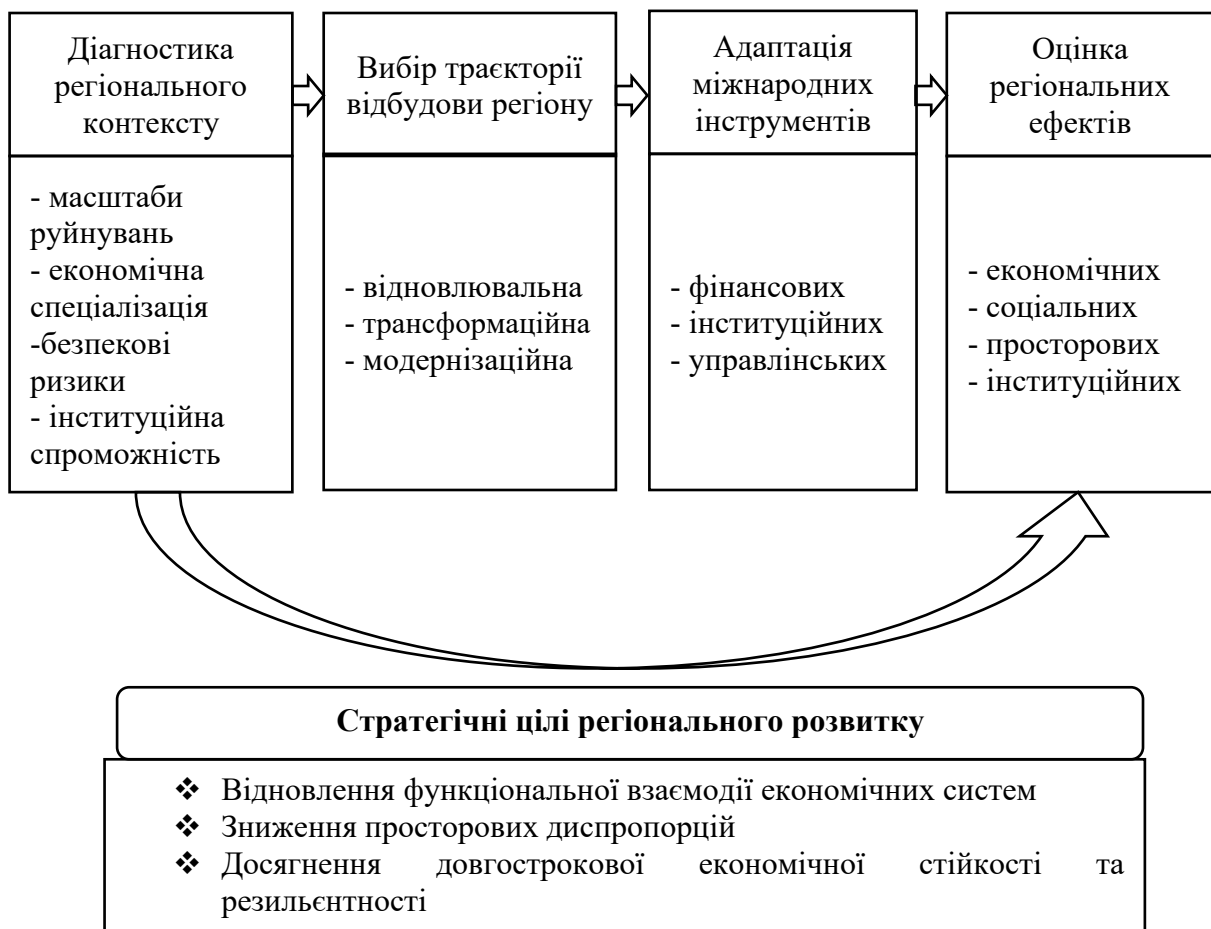 Діагностика
регіонального
контексту
- масштаби
руйнувань
- економічна
спеціалізація
-безпекові
ризики
- інституційна
спроможність
Вибір траєкторії
відбудови регіону
- відновлювальна
- трансформаційна
- модернізаційна
Адаптація
міжнародних
інструментів
- фінансових
- інституційних
- управлінських
Оцінка
регіональних
ефектів
- економічних
- соціальних
- просторових
- інституційних
Стратегічні цілі регіонального розвитку
❖ Відновлення функціональної взаємодії економічних систем
❖ Зниження просторових диспропорцій
❖ Досягнення довгострокової економічної стійкості та
резильєнтності